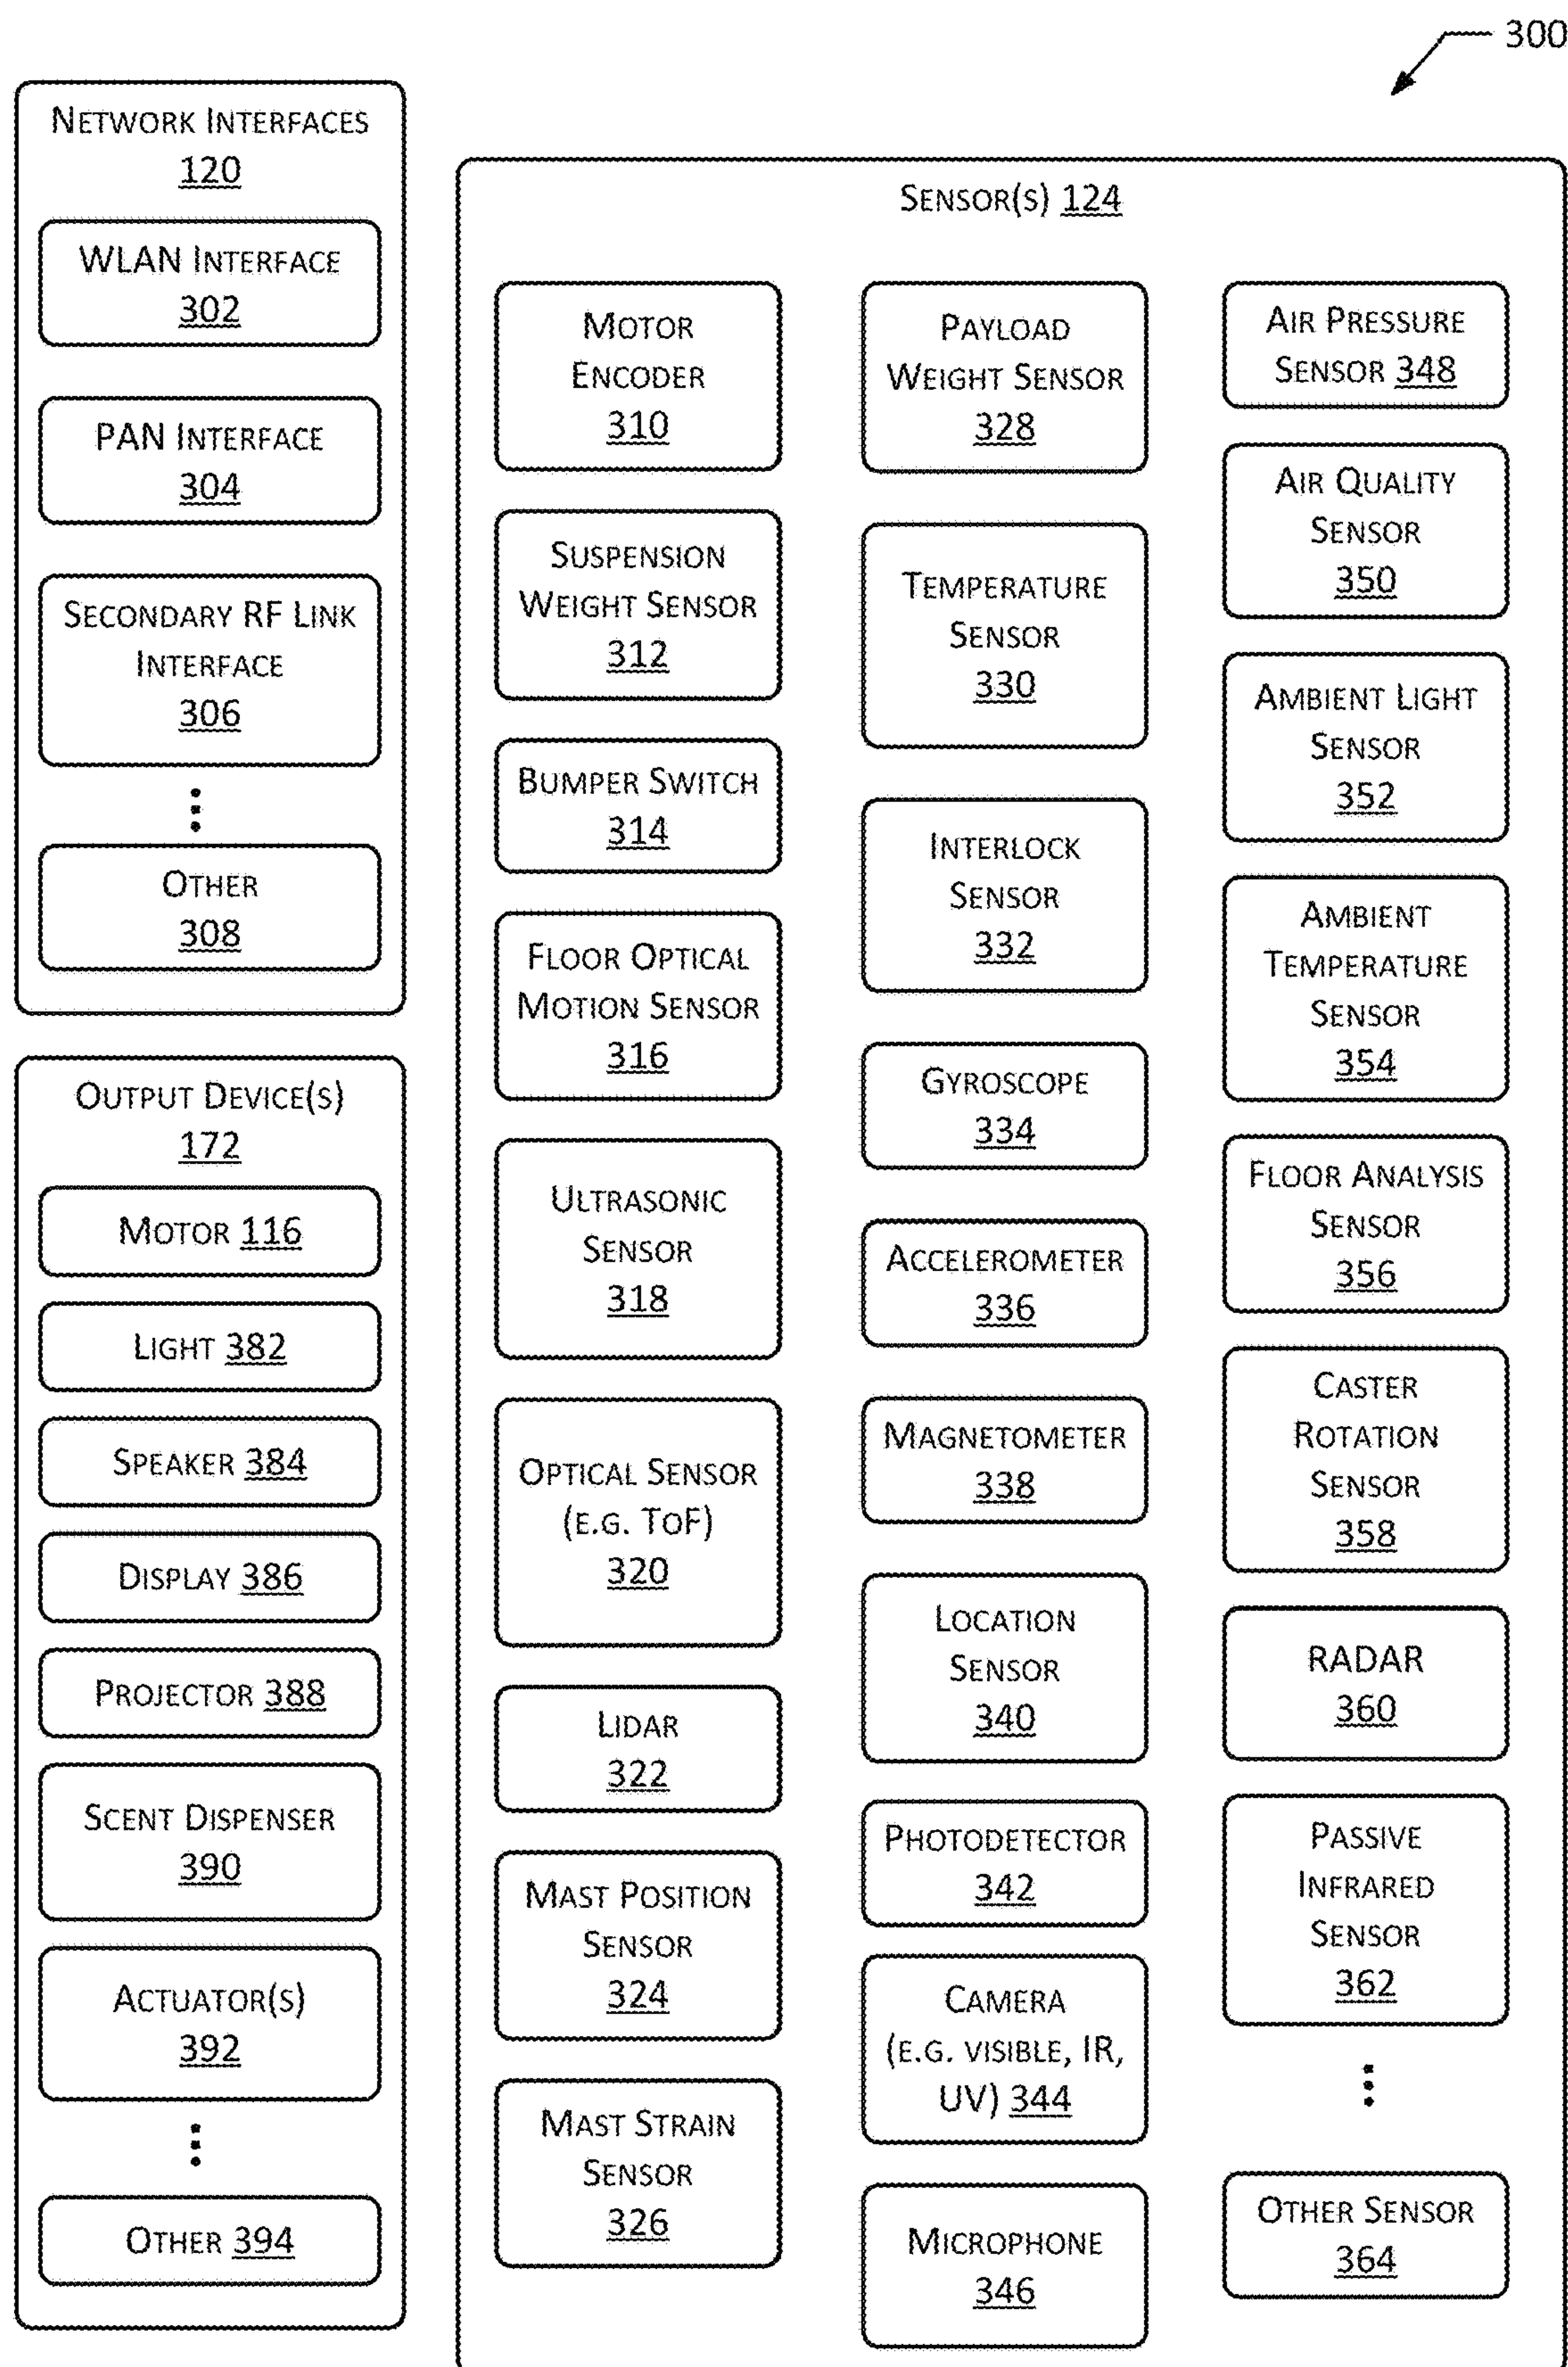 300
NETWORK INTERFACES
120
WLAN INTERFACE
302
PAN INTERFACE
304
SECONDARY RF LINK
INTERFACE
306
OTHER
308
OUTPUT DEVICE(S)
172
MOTOR 116
LIGHT 382
SPEAKER 384
DISPLAY 386
PROJECTOR 388
SCENT DISPENSER
390
ACTUATOR(S)
392
OTHER 394
SENSOR(S) 124
MOTOR
ENCODER
310
SUSPENSION
WEIGHT SENSOR
312
BUMPER SWITCH
314
FLOOR OPTICAL
MOTION SENSOR
316
ULTRASONIC
SENSOR
318
OPTICAL SENSOR
(E.G. TOF)
320
LIDAR
322
MAST POSITION
SENSOR
324
MAST STRAIN
SENSOR
326
PAYLOAD
WEIGHT SENSOR
328
TEMPERATURE
SENSOR
330
INTERLOCK
SENSOR
332
GYROSCOPE
334
ACCELEROMETER
336
MAGNETOMETER
338
LOCATION
SENSOR
340
PHOTODETECTOR
342
CAMERA
(E.G. VISIBLE, IR,
UV) 344
MICROPHONE
346
AIR PRESSURE
SENSOR 348
AIR QUALITY
SENSOR
350
AMBIENT LIGHT
SENSOR
352
AMBIENT
TEMPERATURE
SENSOR
354
FLOOR ANALYSIS
SENSOR
356
CASTER
ROTATION
SENSOR
358
RADAR
360
PASSIVE
INFRARED
SENSOR
362
OTHER SENSOR
364